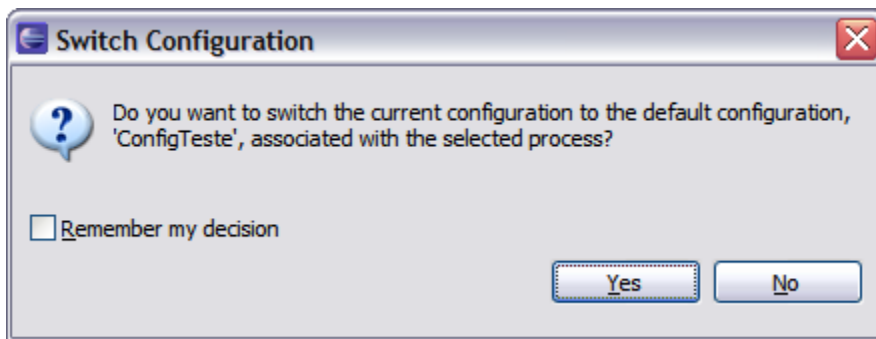 Switch Configuration
Do you want to switch the current configuration to the default configuration,
'ConfigTeste', associated with the selected process?
Remember my decision
Yes No